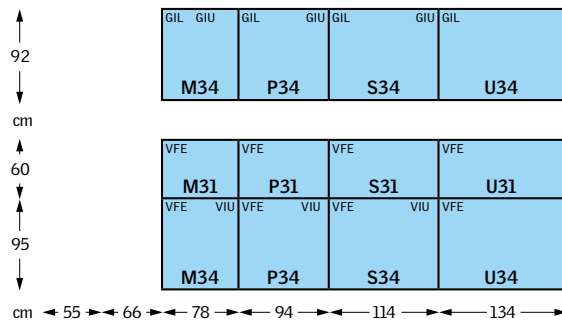 GIL GIU GIL GIU GIL GIU GIL
92
M34 P34 S34 U34
cm
VFE VFE VFE VFE
60
M31 P31 S31 U31
VFE VIU VFE VFE VIU VFE
95
M34 P34 S34 U34
cm 55 66 78 94 114 134